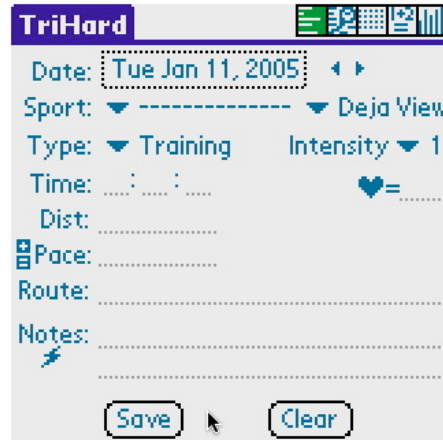 TriHard
Date: Tue Jan 11, 2005
Sport: ------------- Deja View
Type: Training Intensity 1
Time: : :
=
Dist:
Pace:
Route:
Notes:
Save Clear